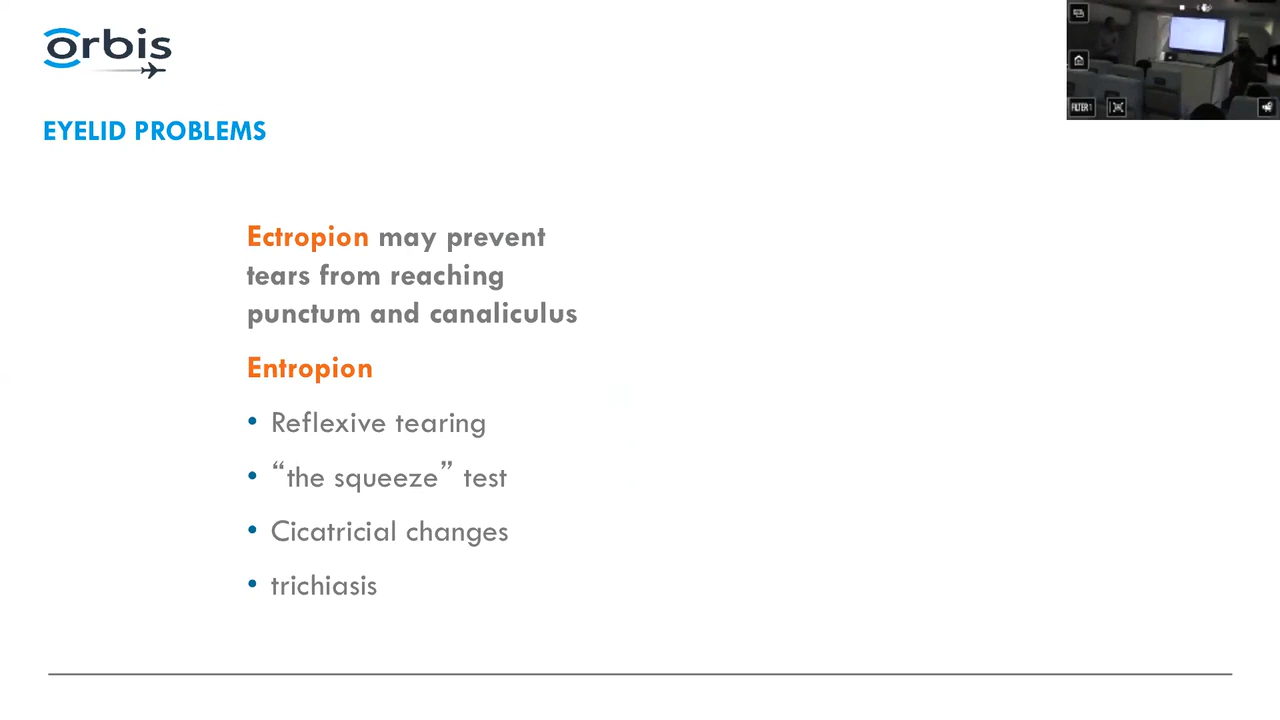 orbis
EYELID PROBLEMS
Ectropion may prevent
tears from reaching
punctum and canaliculus
Entropion
• Reflexive tearing
• “the squeeze” test
• Cicatricial changes
• trichiasis
FILTER1